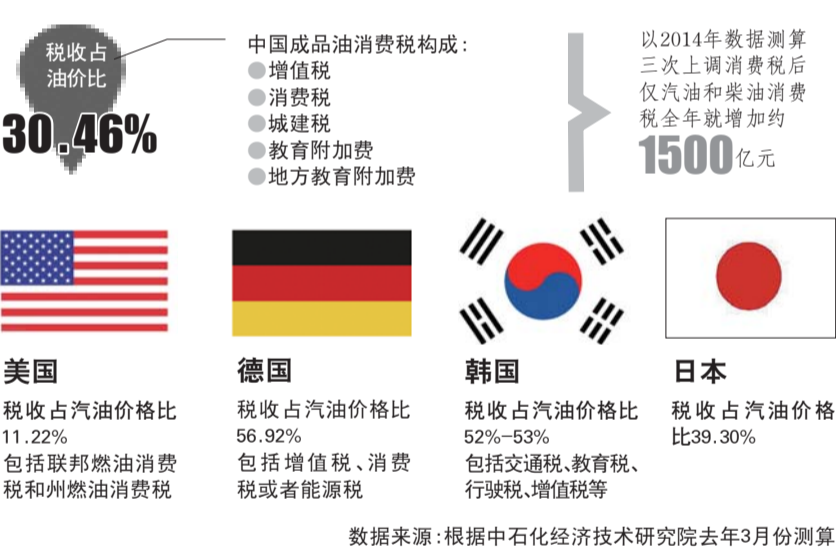 税收占
油价比
30.46%
中国成品油消费税构成:
增值税
消费税
城建税
教育附加费
地方教育附加费
以2014年数据测算
三次上调消费税后
仅汽油和柴油消费
税全年就增加约
1500亿元
美国
税收占汽油价格比
11.22%
包括联邦燃油消费
税和州燃油消费税
德国
税收占汽油价格比
56.92%
包括增值税、消费
税或者能源税
韩国
税收占汽油价格比
52%-53%
包括交通税、教育税、
行驶税、增值税等
日本
税收占汽油价格
比39.30%
数据来源:根据中石化经济技术研究院去年3月份测算